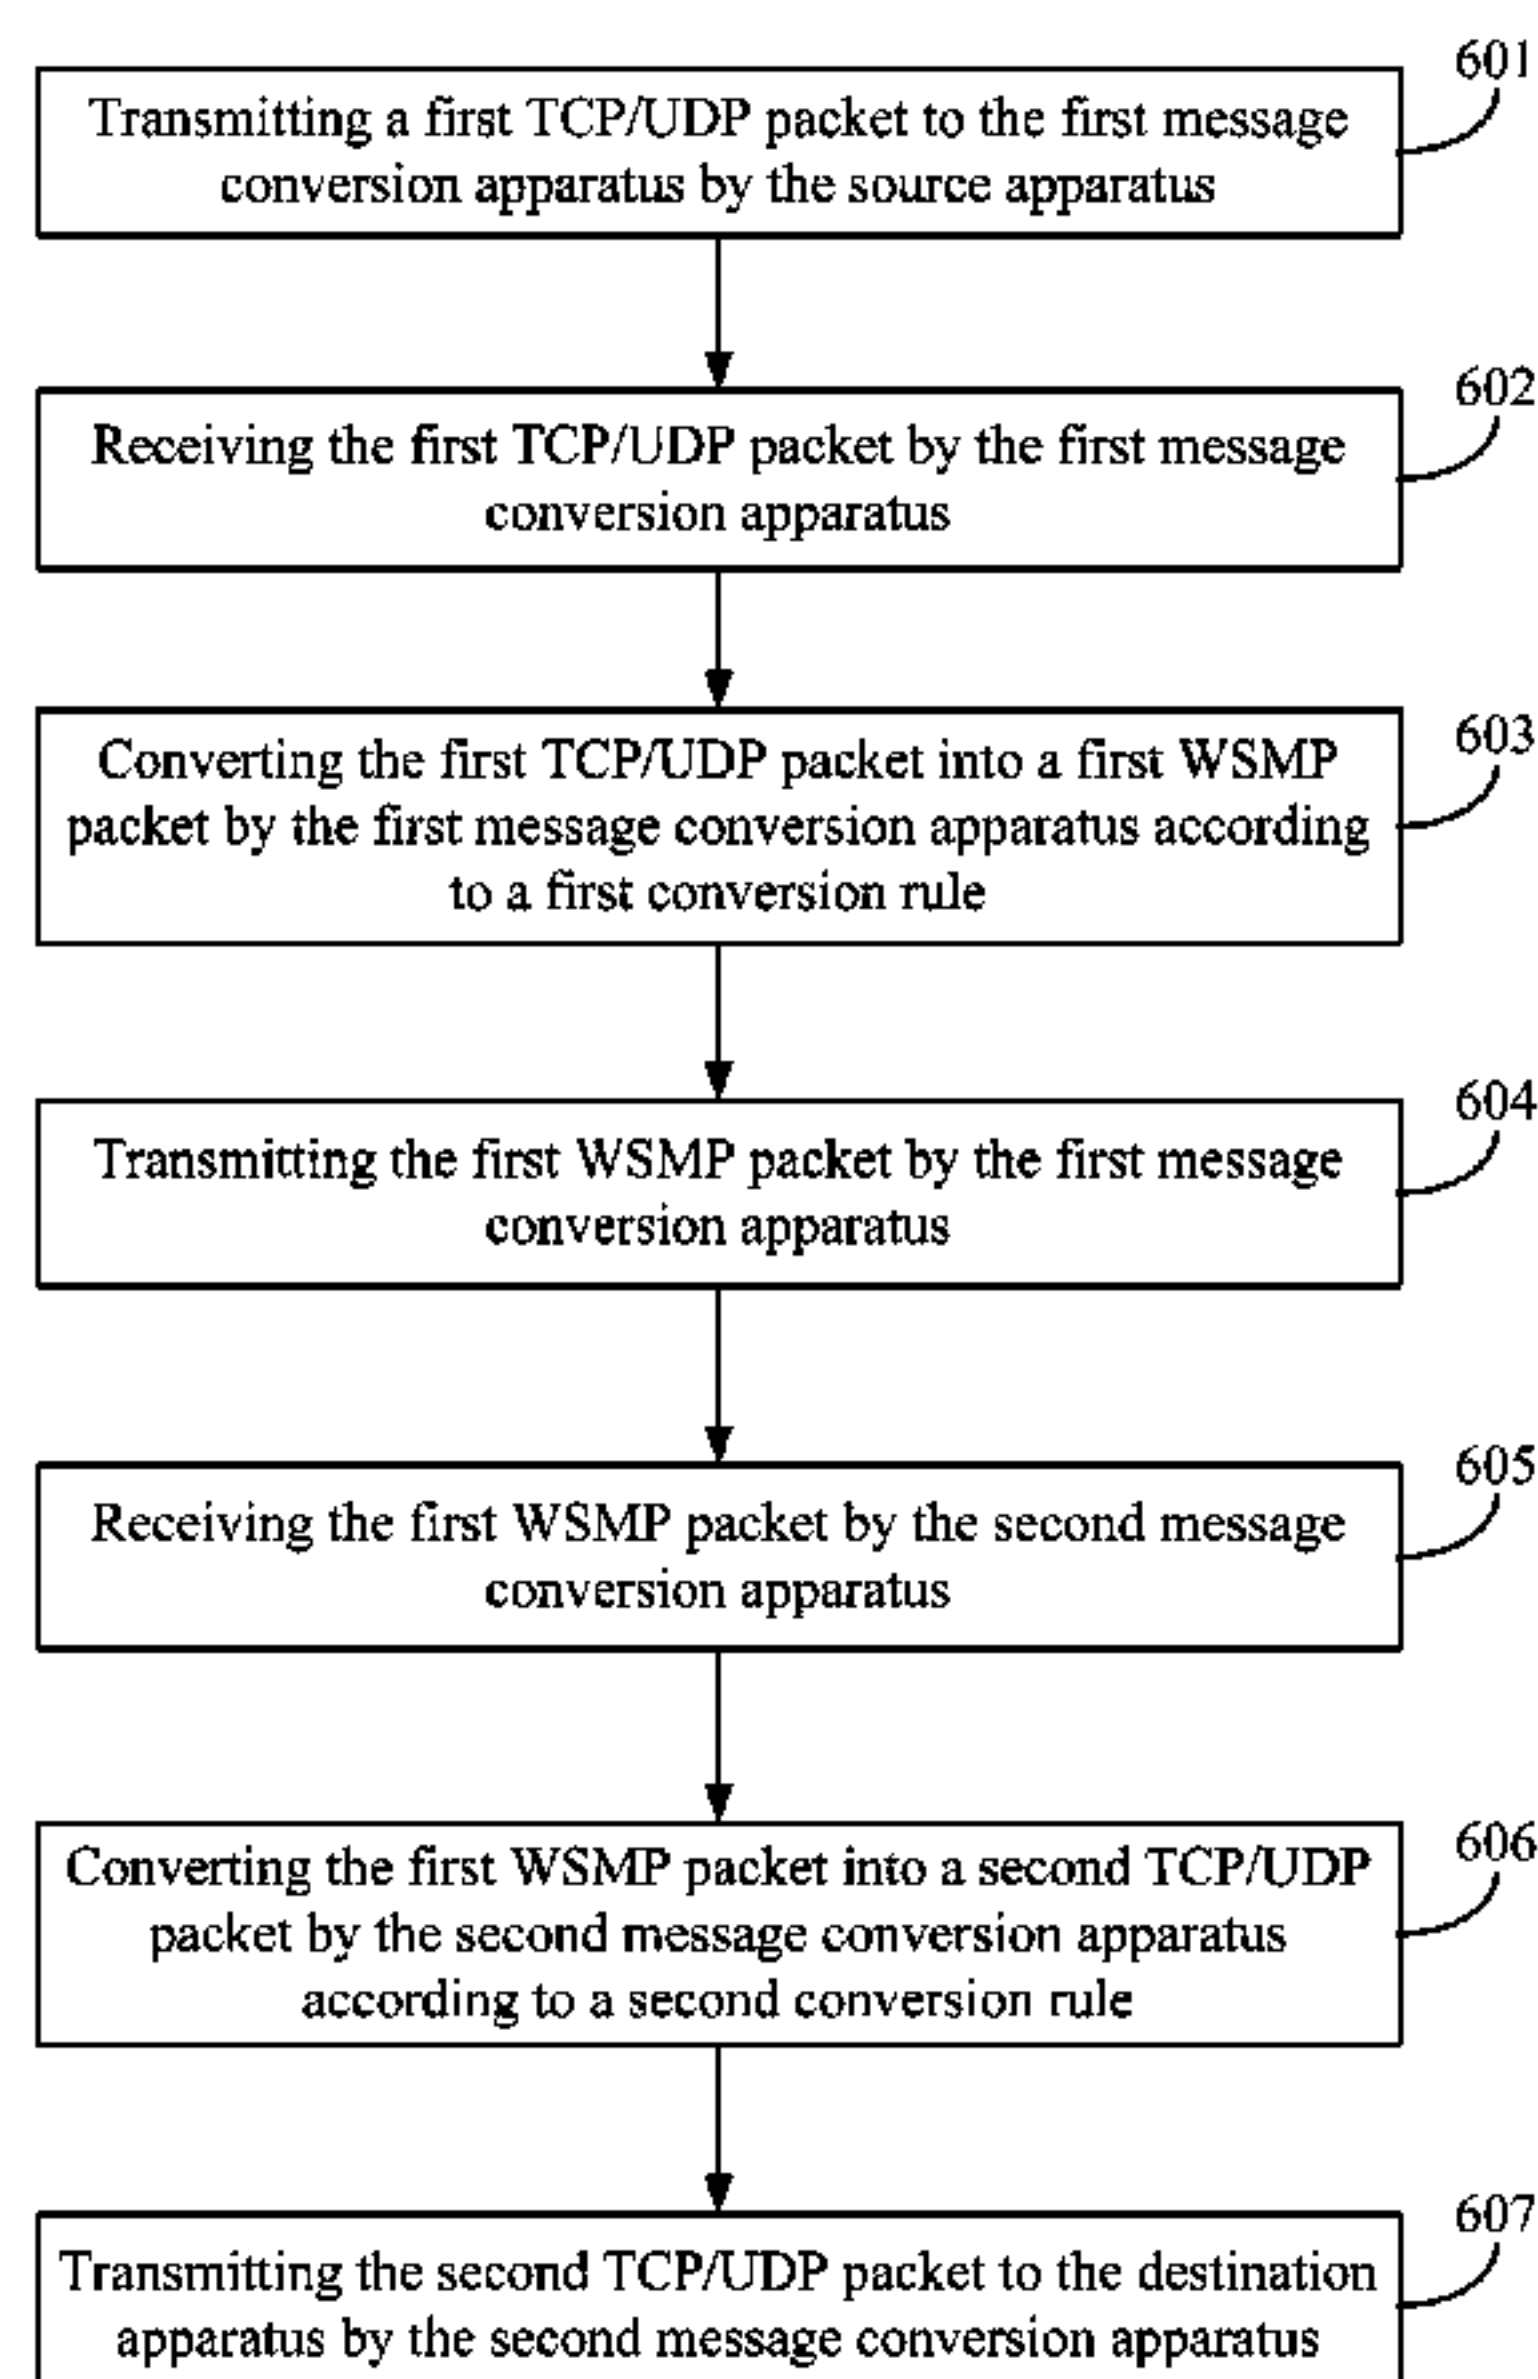 601
Transmitting a first TCP/UDP packet to the first message
conversion apparatus by the source apparatus
602
Receiving the first TCP/UDP packet by the first message
conversion apparatus
603
Converting the first TCP/UDP packet into a first WSMP
packet by the first message conversion apparatus according
to a first conversion rule
604
Transmitting the first WSMP packet by the first message
conversion apparatus
605
Receiving the first WSMP packet by the second message
conversion apparatus
606
Converting the first WSMP packet into a second TCP/UDP
packet by the second message conversion apparatus
according to a second conversion rule
607
Transmitting the second TCP/UDP packet to the destination
apparatus by the second message conversion apparatus